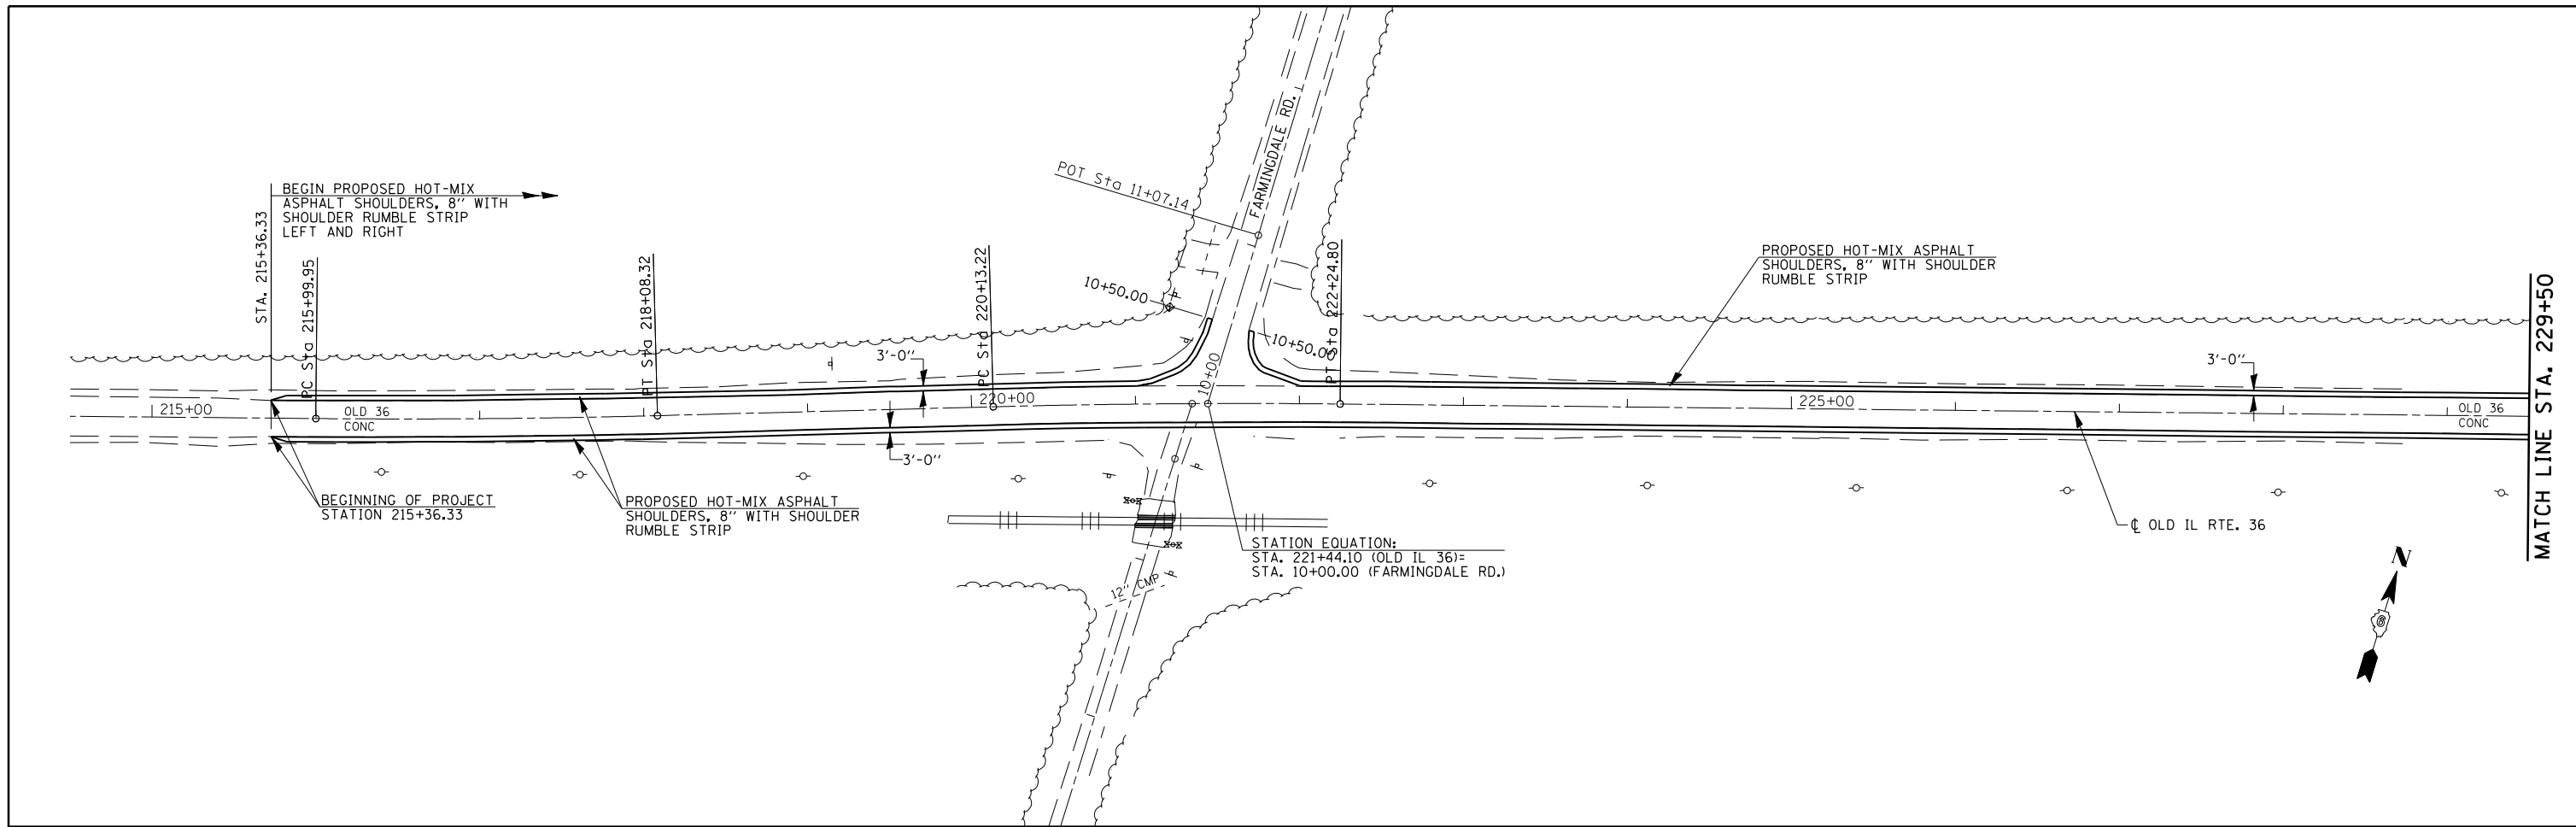 BEGIN PROPOSED HOT-MIX
ASPHALT SHOULDERS, 8" WITH
SHOULDER RUMBLE STRIP
LEFT AND RIGHT
STA. 215+36.33
PC Sta 215+99.95
PT Sta 218+08.32
PC Sta 220+13.22
POT Sta 11+07.14
FARMINGDALE RD.
10+50.00
10+50.00
10+00
PT Sta 222+24.80
PROPOSED HOT-MIX ASPHALT
SHOULDERS, 8" WITH SHOULDER
RUMBLE STRIP
MATCH LINE STA. 229+50
3'-0"
3'-0"
3'-0"
215+00
220+00
225+00
OLD 36
CONC
OLD 36
CONC
BEGINNING OF PROJECT
STATION 215+36.33
PROPOSED HOT-MIX ASPHALT
SHOULDERS, 8" WITH SHOULDER
RUMBLE STRIP
STATION EQUATION:
STA. 221+44.10 (OLD IL 36)=
STA. 10+00.00 (FARMINGDALE RD.)
12" CMP
℄ OLD IL RTE. 36
N